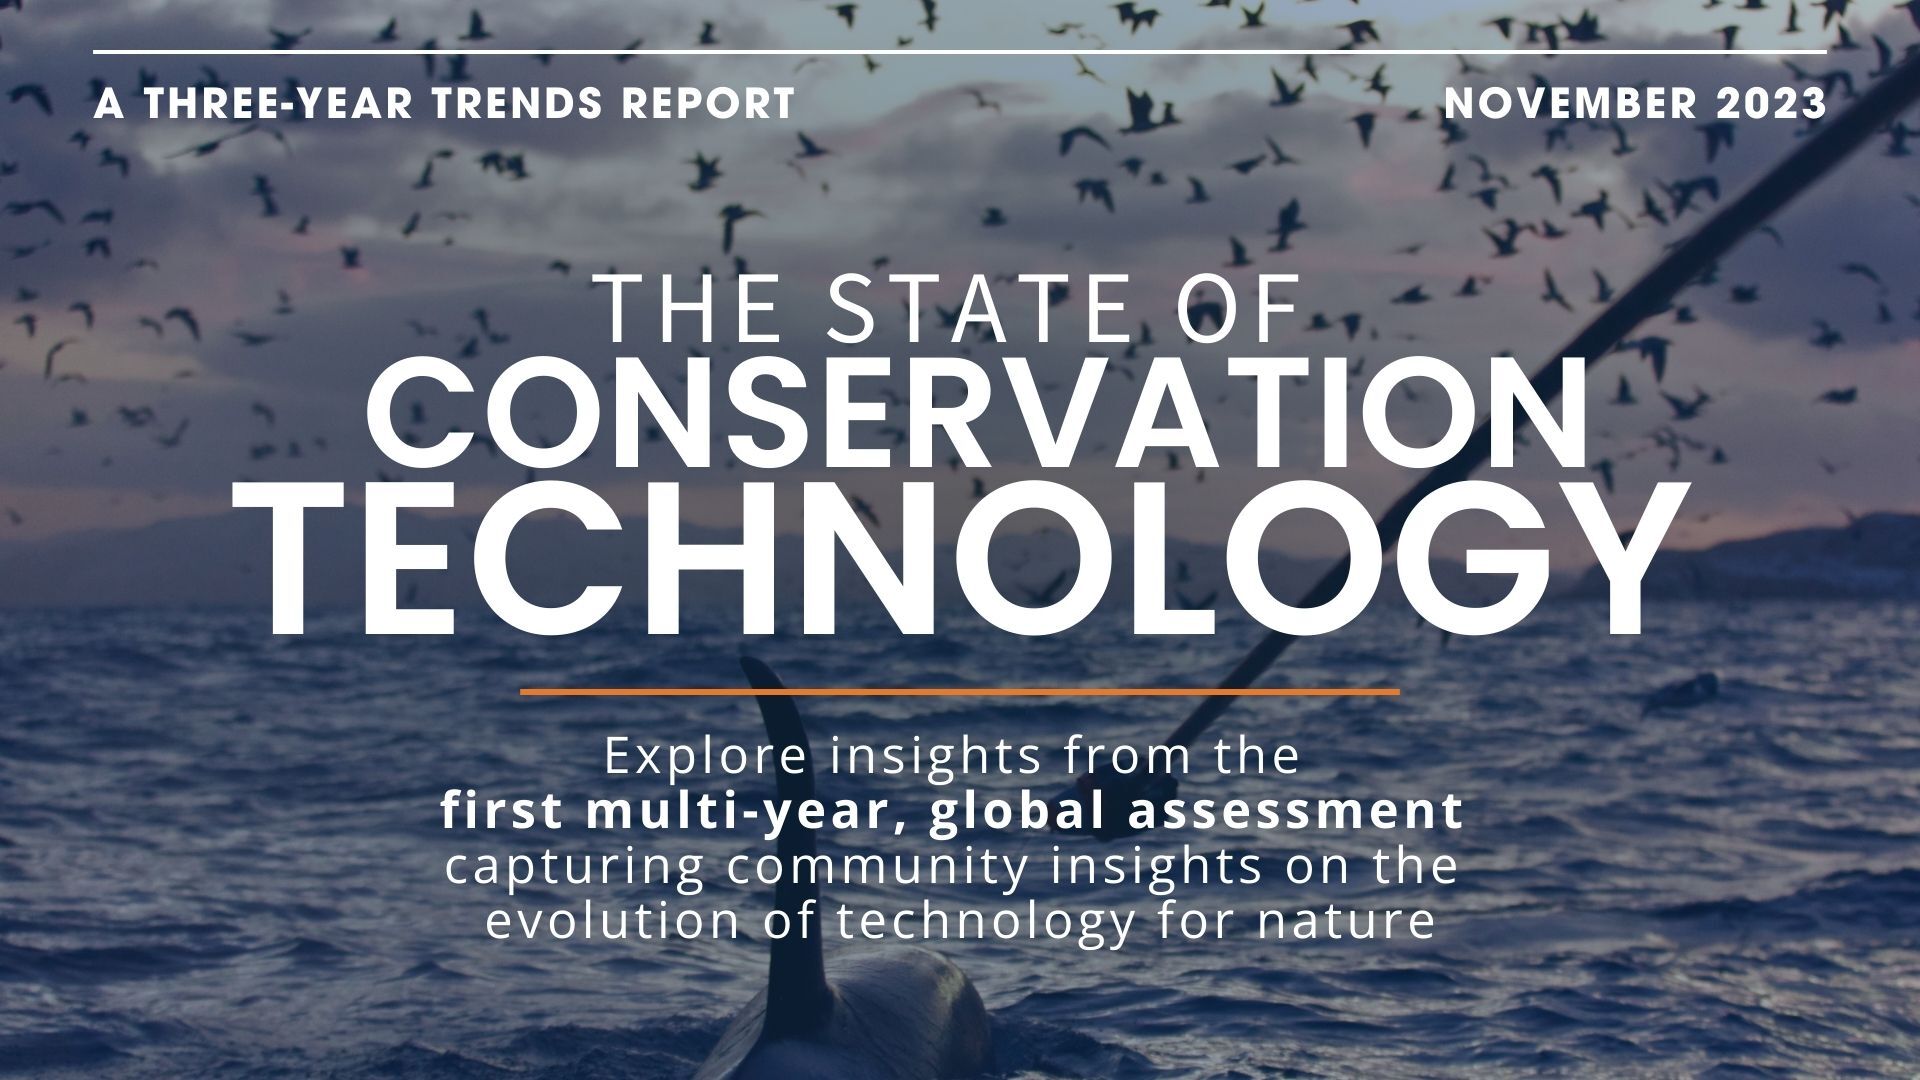 A THREE-YEAR TRENDS REPORT
NOVEMBER 2023
THE STATE OF
CONSERVATION
TECHNOLOGY
Explore insights from the
first multi-year, global assessment
capturing community insights on the
evolution of technology for nature